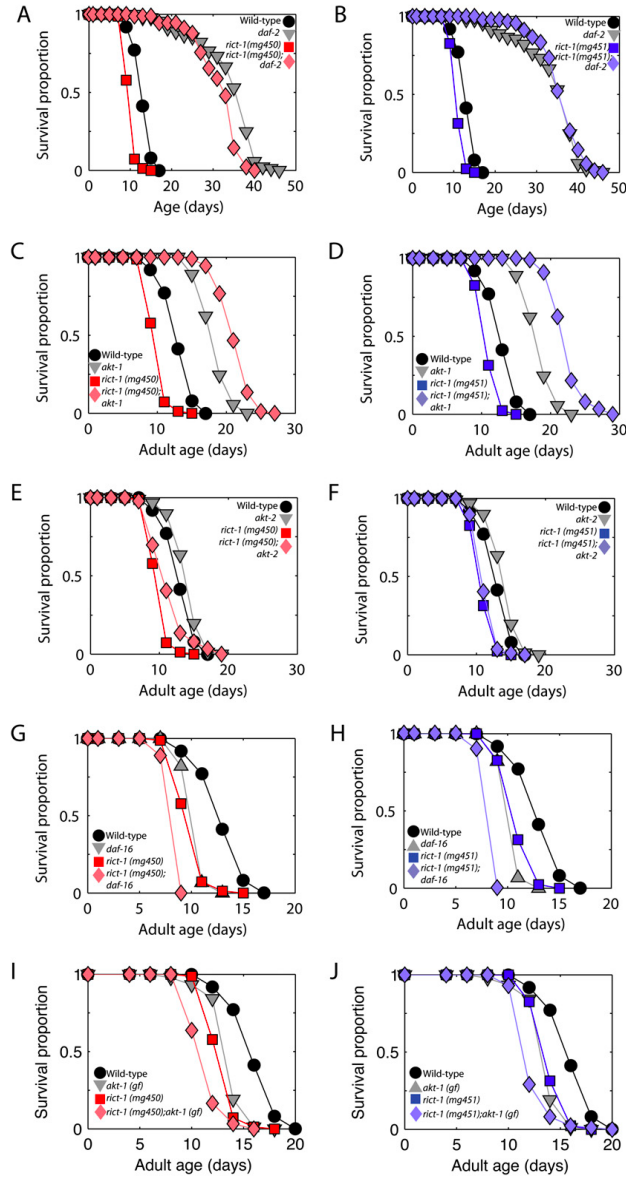 A
Survival proportion
1
0.5
0
Wild-type
daf-2
rict-1(mg450)
rict-1(mg450);
daf-2
0 10 20 30 40 50
Age (days)
B
Survival proportion
1
0.5
0
Wild-type
daf-2
rict-1(mg451)
rict-1(mg451);
daf-2
0 10 20 30 40 50
Age (days)
C
Survival proportion
1
0.5
0
Wild-type
akt-1
rict-1 (mg450)
rict-1 (mg450);
akt-1
0 10 20 30
Adult age (days)
D
Survival proportion
1
0.5
0
Wild-type
akt-1
rict-1 (mg451)
rict-1 (mg451);
akt-1
0 10 20 30
Adult age (days)
E
Survival proportion
1
0.5
0
Wild-type
akt-2
rict-1 (mg450)
rict-1 (mg450);
akt-2
0 10 20 30
Adult age (days)
F
Survival proportion
1
0.5
0
Wild-type
akt-2
rict-1 (mg451)
rict-1 (mg451);
akt-2
0 10 20 30
Adult age (days)
G
Survival proportion
1
0.5
0
Wild-type
daf-16
rict-1 (mg450)
rict-1 (mg450);
daf-16
0 5 10 15 20
Adult age (days)
H
Survival proportion
1
0.5
0
Wild-type
daf-16
rict-1 (mg451)
rict-1 (mg451);
daf-16
0 5 10 15 20
Adult age (days)
I
Survival proportion
1
0.5
0
Wild-type
akt-1 (gf)
rict-1 (mg450)
rict-1 (mg450);akt-1 (gf)
0 5 10 15 20
Adult age (days)
J
Survival proportion
1
0.5
0
Wild-type
akt-1 (gf)
rict-1 (mg451)
rict-1 (mg451);akt-1 (gf)
0 5 10 15 20
Adult age (days)